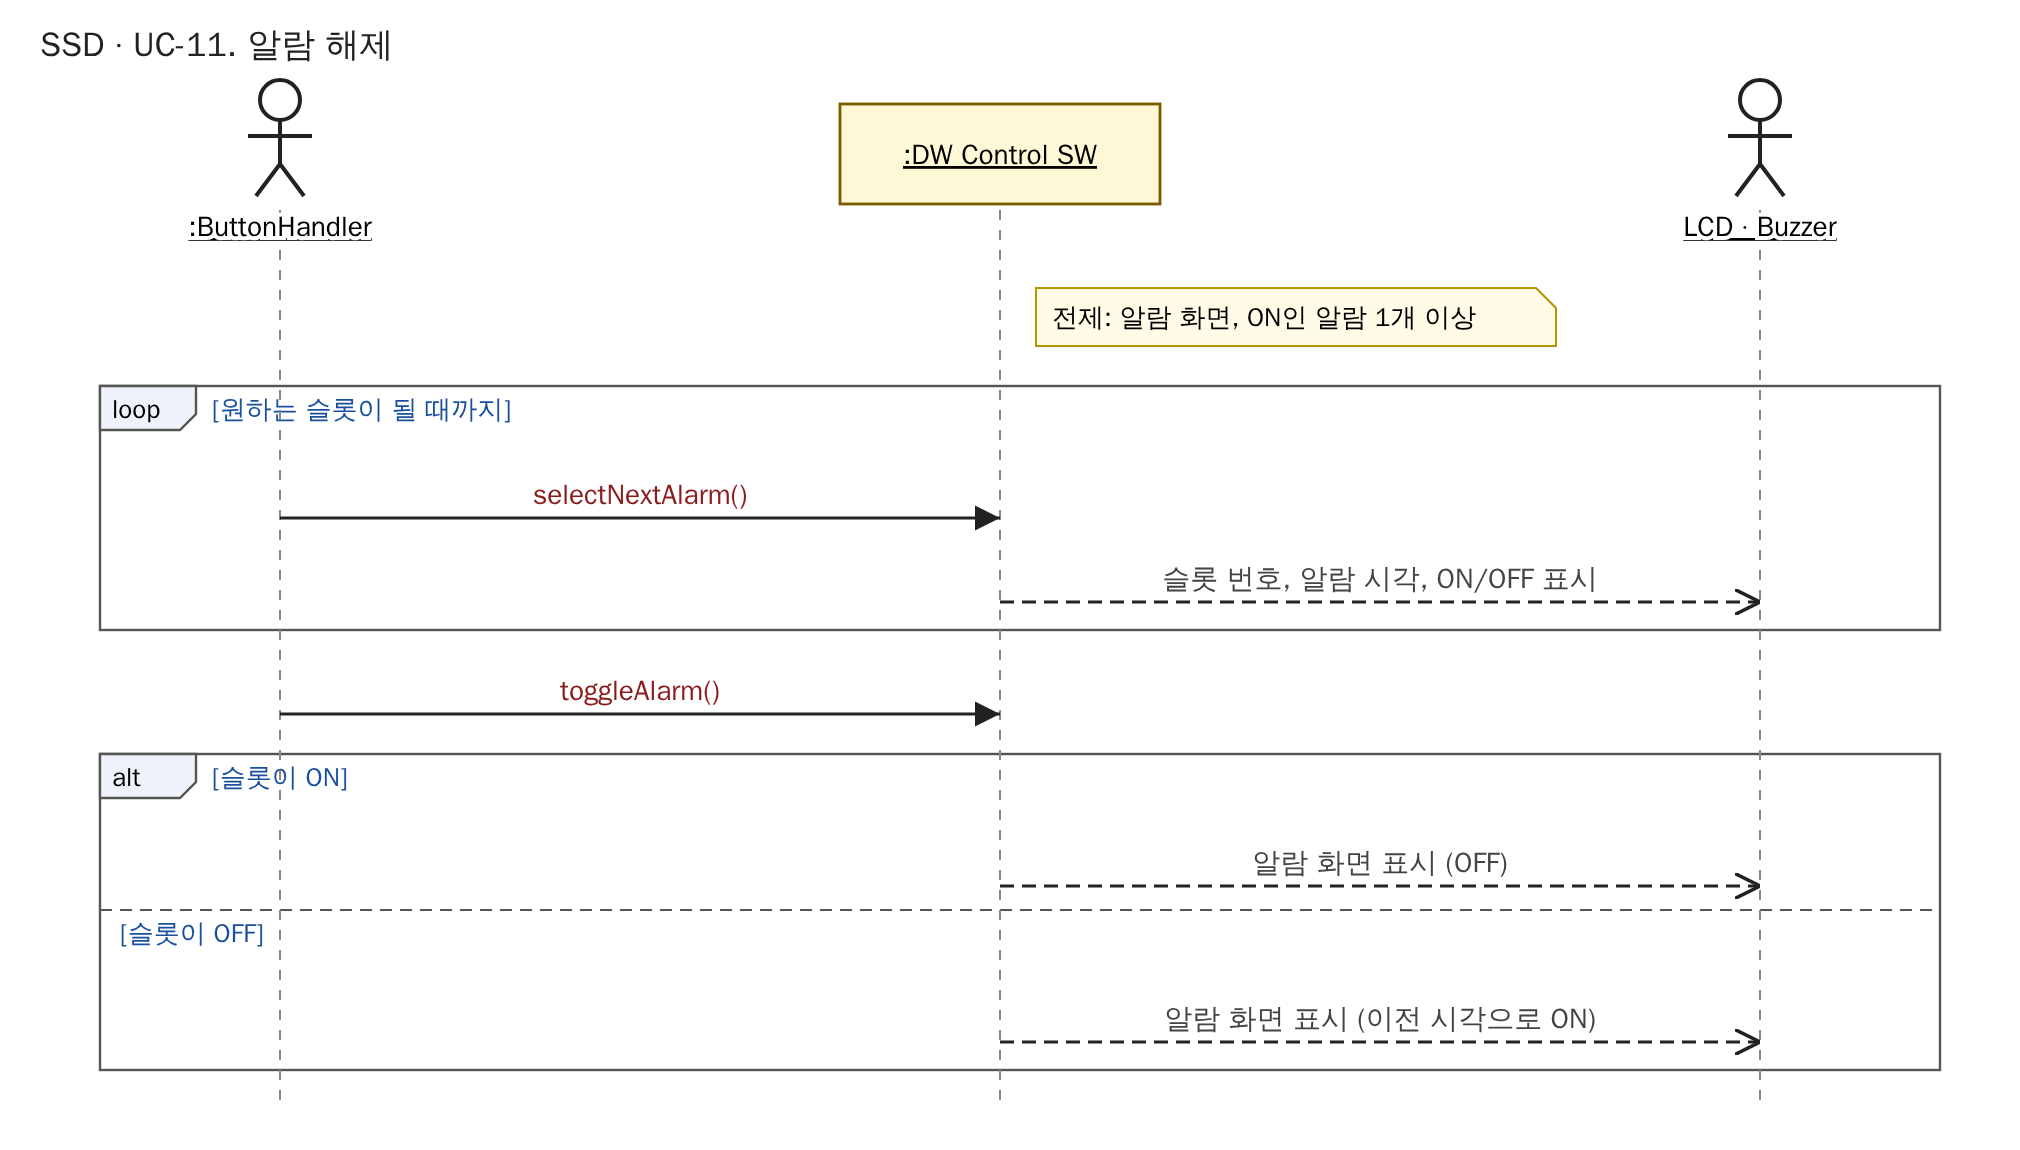 SSD · UC-11. 알람 해제
:ButtonHandler
:DW Control SW
LCD · Buzzer
전제: 알람 화면, ON인 알람 1개 이상
loop [원하는 슬롯이 될 때까지]
selectNextAlarm()
슬롯 번호, 알람 시각, ON/OFF 표시
toggleAlarm()
alt [슬롯이 ON]
알람 화면 표시 (OFF)
[슬롯이 OFF]
알람 화면 표시 (이전 시각으로 ON)